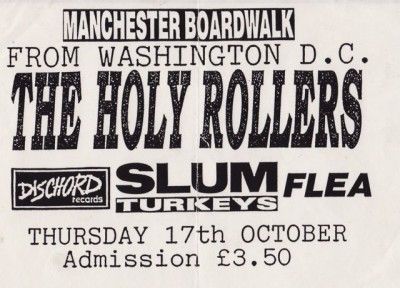 MANCHESTER BOARDWALK
FROM WASHINGTON D.C.
THE HOLY ROLLERS
DISCHORD
records
SLUM
TURKEYS
FLEA
THURSDAY 17th OCTOBER
Admission £3.50